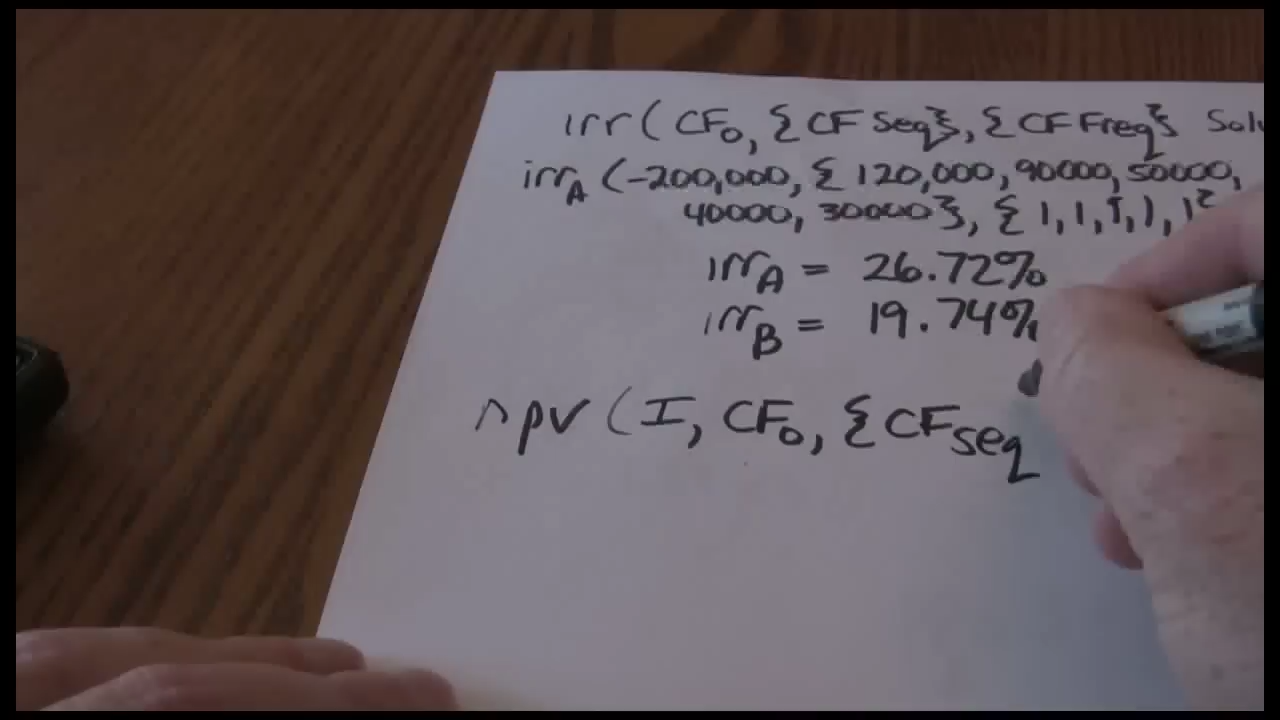 irr(CF0, {CF Seq}, {CF Freq}
irrA (-200,000, {120,000, 90000, 50000,
40000, 30000}, {1, 1, 1, 1, 1
irrA = 26.72%
irrB = 19.74%
npv (I, CF0, {CFseq